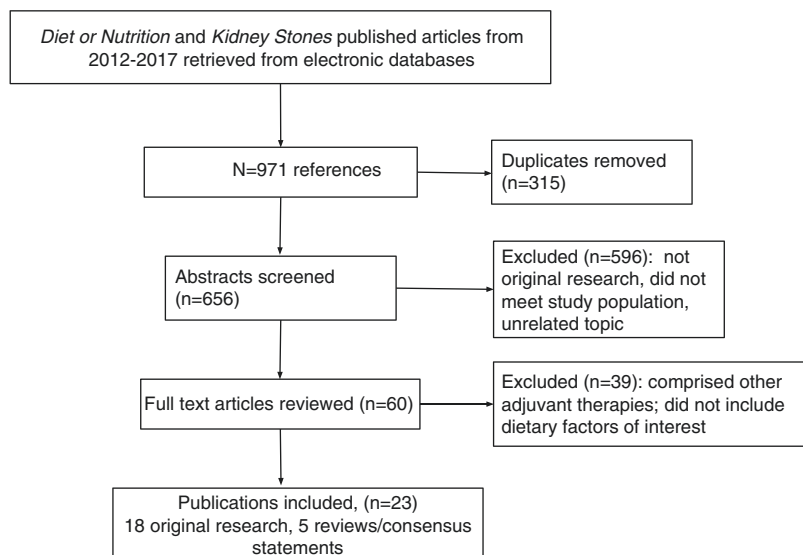 Diet or Nutrition and Kidney Stones published articles from
2012-2017 retrieved from electronic databases
N=971 references
Duplicates removed
(n=315)
Abstracts screened
(n=656)
Excluded (n=596): not
original research, did not
meet study population,
unrelated topic
Full text articles reviewed (n=60)
Excluded (n=39): comprised other
adjuvant therapies; did not include
dietary factors of interest
Publications included, (n=23)
18 original research, 5 reviews/consensus
statements